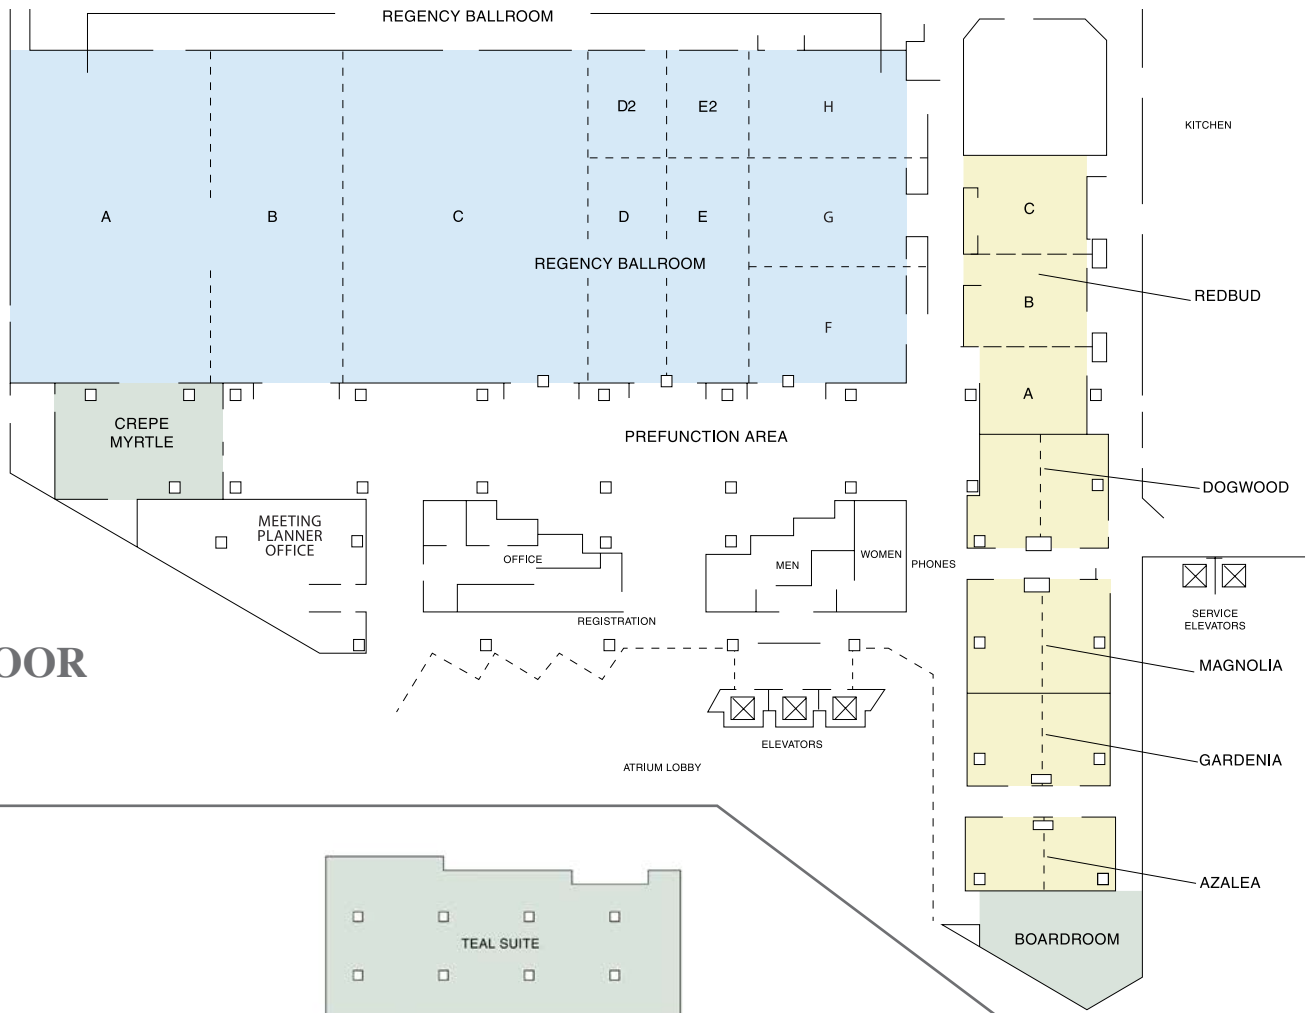 REGENCY BALLROOM
D2
E2
H
KITCHEN
A
B
C
D
E
G
C
REGENCY BALLROOM
REDBUD
B
F
A
CREPE
MYRTLE
PREFUNCTION AREA
DOGWOOD
MEETING
PLANNER
OFFICE
OFFICE
MEN
WOMEN
PHONES
REGISTRATION
SERVICE
ELEVATORS
OOR
MAGNOLIA
ELEVATORS
GARDENIA
ATRIUM LOBBY
AZALEA
TEAL SUITE
BOARDROOM